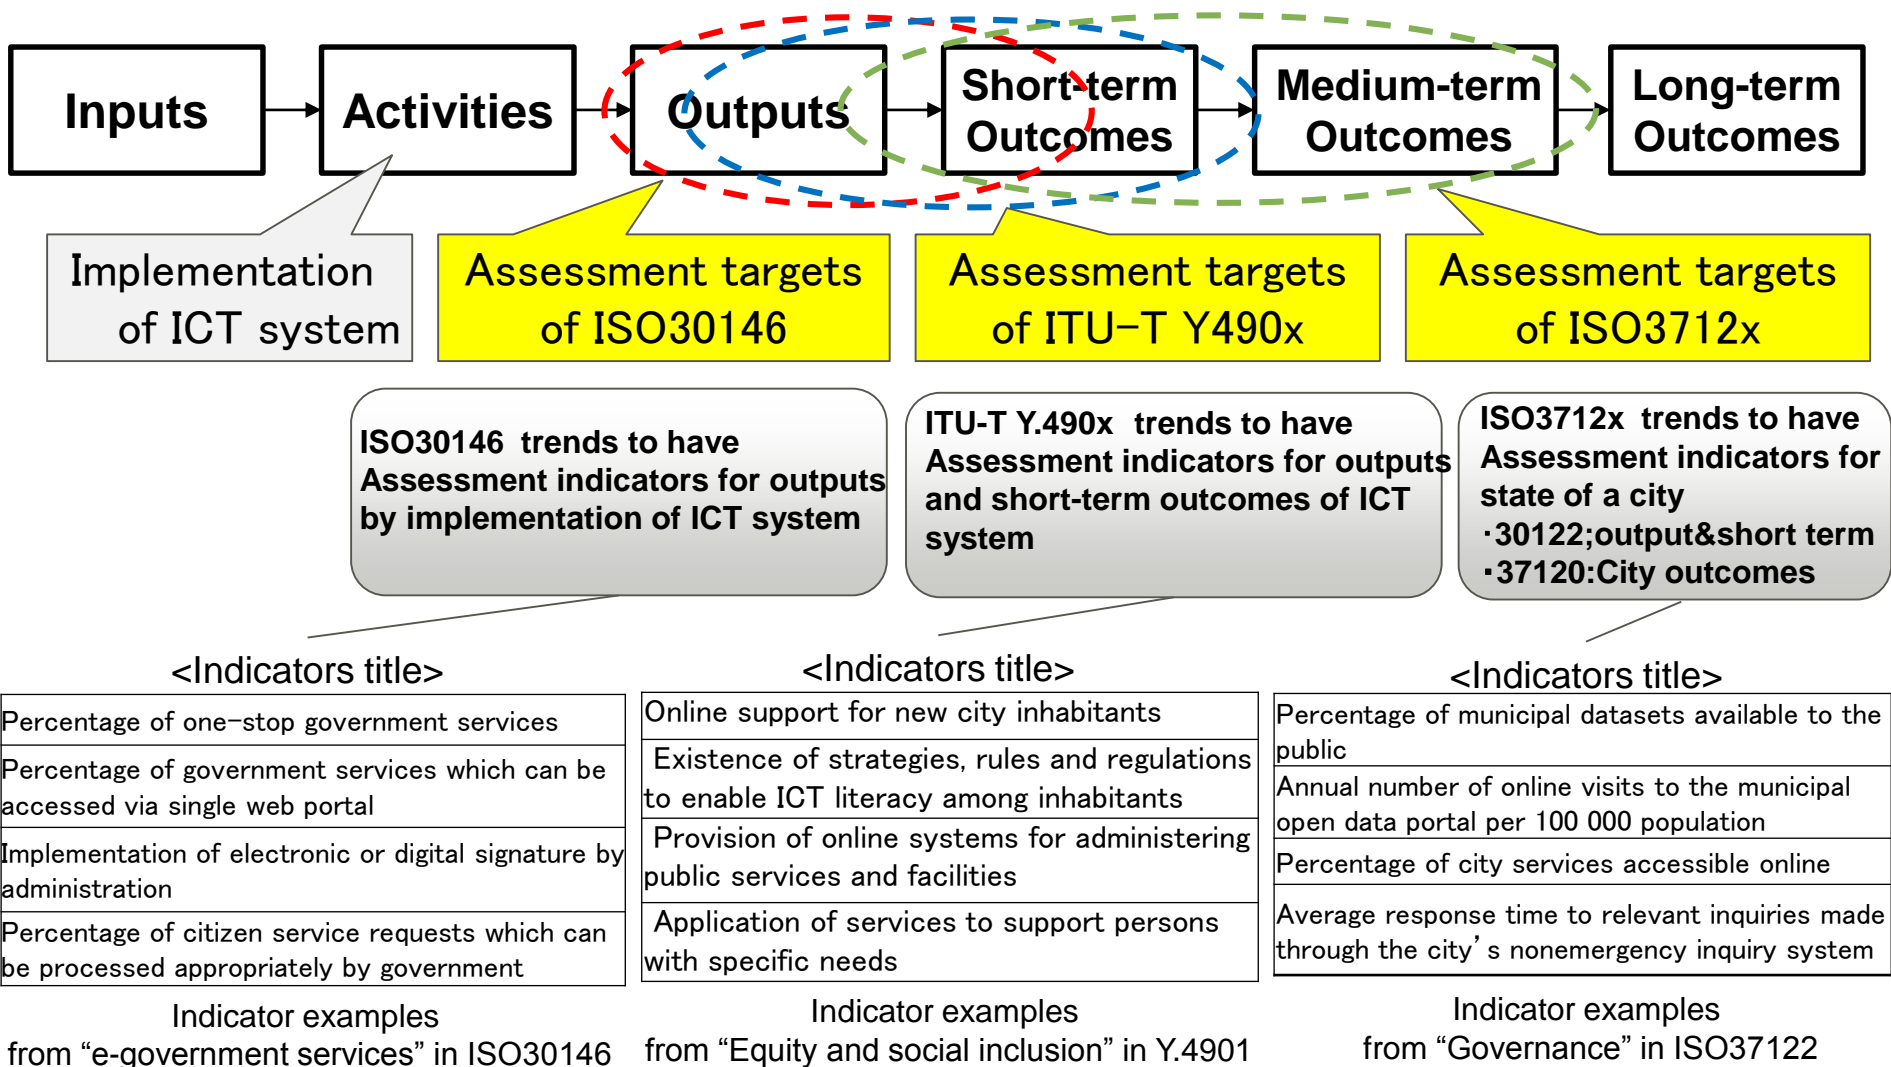 Inputs
Activities
Outputs
Short-term
Outcomes
Medium-term
Outcomes
Long-term
Outcomes
Implementation
of ICT system
Assessment targets
of ISO30146
Assessment targets
of ITU-T Y490x
Assessment targets
of ISO3712x
ISO30146 trends to have
Assessment indicators for outputs
by implementation of ICT system
ITU-T Y.490x trends to have
Assessment indicators for outputs
and short-term outcomes of ICT
system
ISO3712x trends to have
Assessment indicators for
state of a city
・30122;output&short term
・37120:City outcomes
<Indicators title>
Percentage of one-stop government services
Percentage of government services which can be
accessed via single web portal
Implementation of electronic or digital signature by
administration
Percentage of citizen service requests which can
be processed appropriately by government
Indicator examples
from “e-government services” in ISO30146
<Indicators title>
Online support for new city inhabitants
Existence of strategies, rules and regulations
to enable ICT literacy among inhabitants
Provision of online systems for administering
public services and facilities
Application of services to support persons
with specific needs
Indicator examples
from “Equity and social inclusion” in Y.4901
<Indicators title>
Percentage of municipal datasets available to the
public
Annual number of online visits to the municipal
open data portal per 100 000 population
Percentage of city services accessible online
Average response time to relevant inquiries made
through the city’s nonemergency inquiry system
Indicator examples
from “Governance” in ISO37122